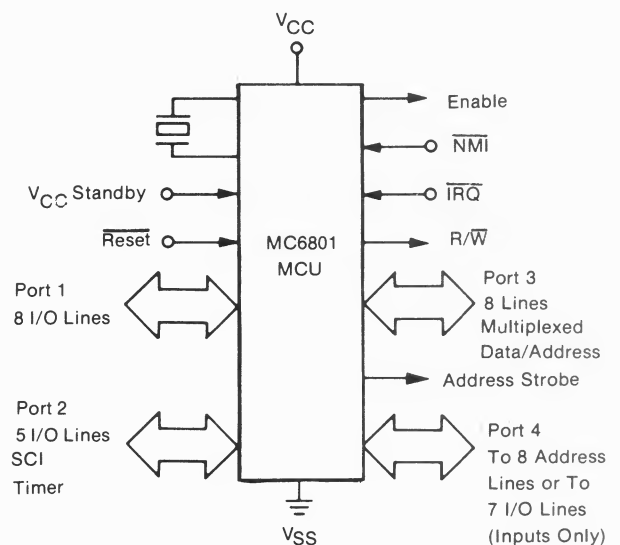 VCC
Enable
NMI
VCC Standby
IRQ
Reset
MC6801
MCU
R/W
Port 1
8 I/O Lines
Port 3
8 Lines
Multiplexed
Data/Address
Address Strobe
Port 2
5 I/O Lines
SCI
Timer
Port 4
To 8 Address
Lines or To
7 I/O Lines
(Inputs Only)
VSS